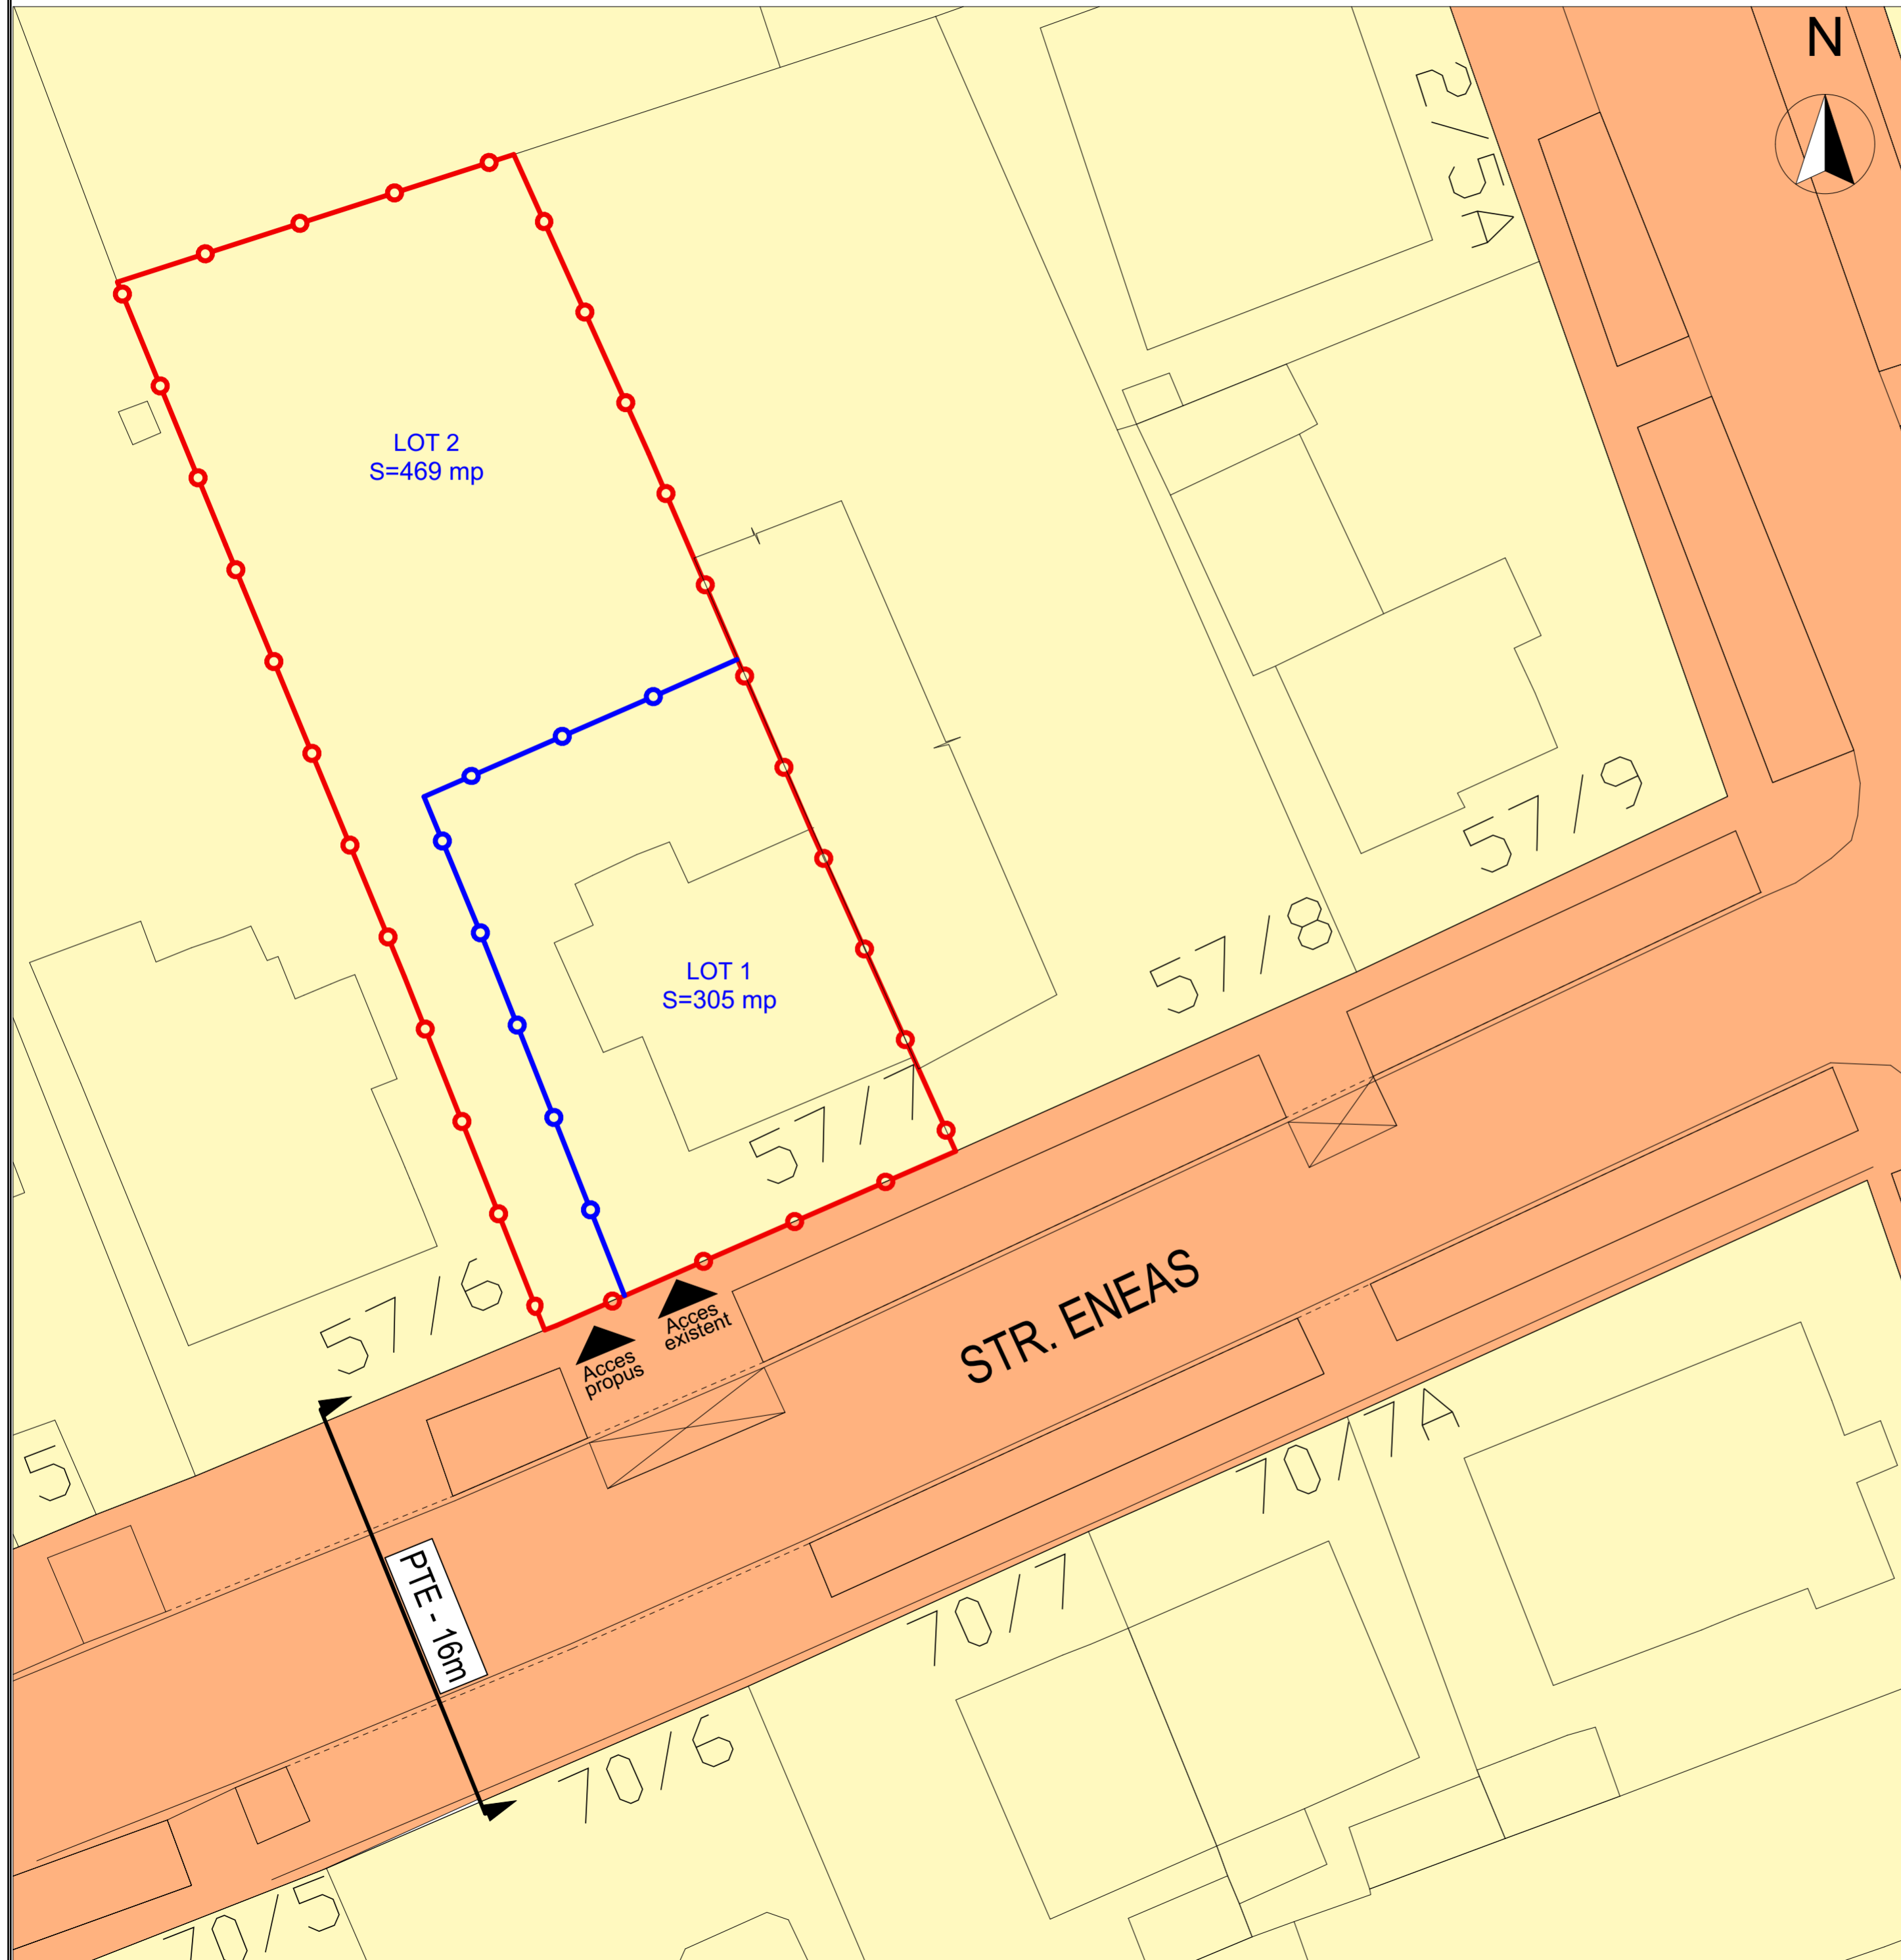 N
54/2
LOT 2
S=469 mp
57/9
57/8
LOT 1
S=305 mp
57/7
57/6
Acces
existent
Acces
propus
STR. ENEAS
5
70/7A
PTE - 16m
70/7
70/6
70/5